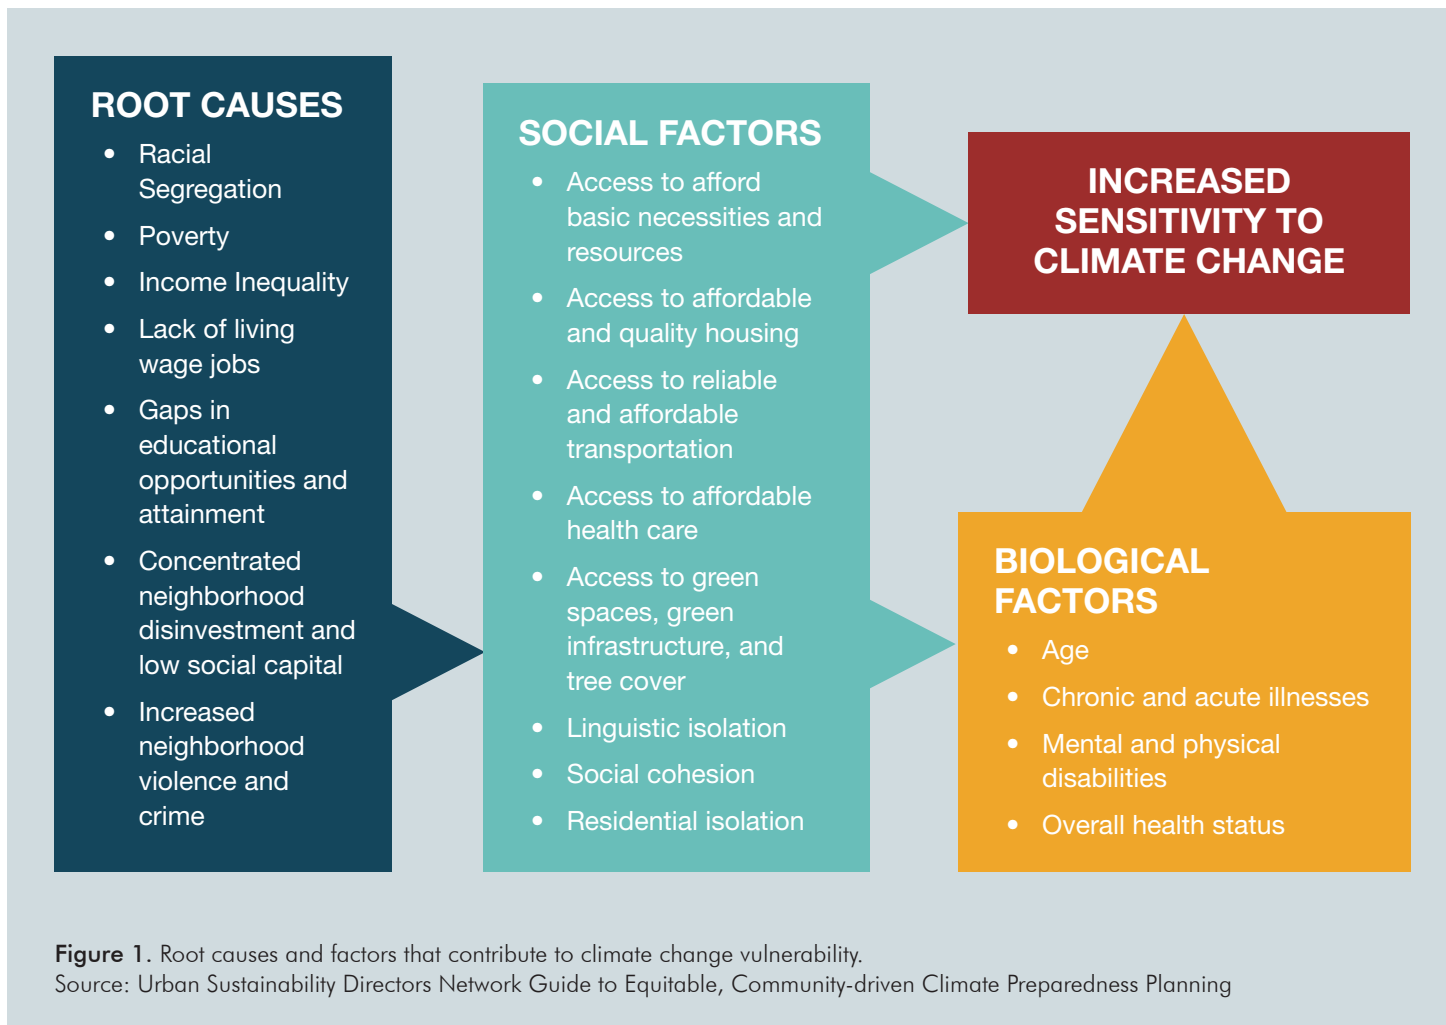 ROOT CAUSES
• Racial
Segregation
• Poverty
• Income Inequality
• Lack of living
wage jobs
• Gaps in
educational
opportunities and
attainment
• Concentrated
neighborhood
disinvestment and
low social capital
• Increased
neighborhood
violence and
crime
SOCIAL FACTORS
• Access to afford
basic necessities and
resources
• Access to affordable
and quality housing
• Access to reliable
and affordable
transportation
• Access to affordable
health care
• Access to green
spaces, green
infrastructure, and
tree cover
• Linguistic isolation
• Social cohesion
• Residential isolation
INCREASED
SENSITIVITY TO
CLIMATE CHANGE
BIOLOGICAL
FACTORS
• Age
• Chronic and acute illnesses
• Mental and physical
disabilities
• Overall health status
Figure 1. Root causes and factors that contribute to climate change vulnerability.
Source: Urban Sustainability Directors Network Guide to Equitable, Community-driven Climate Preparedness Planning